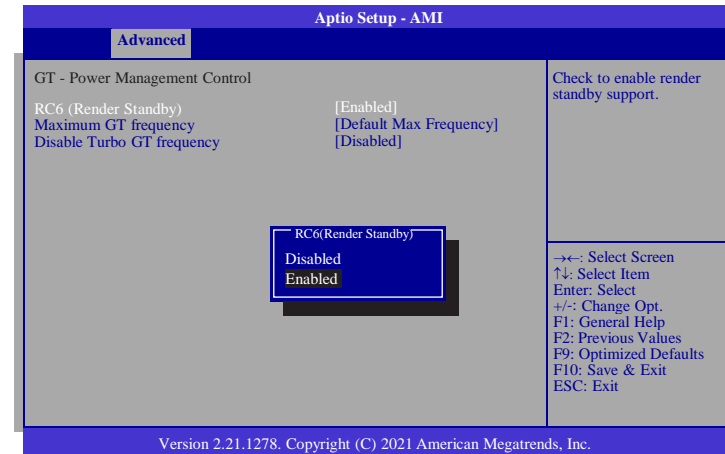 Aptio Setup - AMI
Advanced
GT - Power Management Control
RC6 (Render Standby) [Enabled]
Maximum GT frequency [Default Max Frequency]
Disable Turbo GT frequency [Disabled]
Check to enable render
standby support.
RC6(Render Standby)
Disabled
Enabled
→←: Select Screen
↑↓: Select Item
Enter: Select
+/-: Change Opt.
F1: General Help
F2: Previous Values
F9: Optimized Defaults
F10: Save & Exit
ESC: Exit
Version 2.21.1278. Copyright (C) 2021 American Megatrends, Inc.